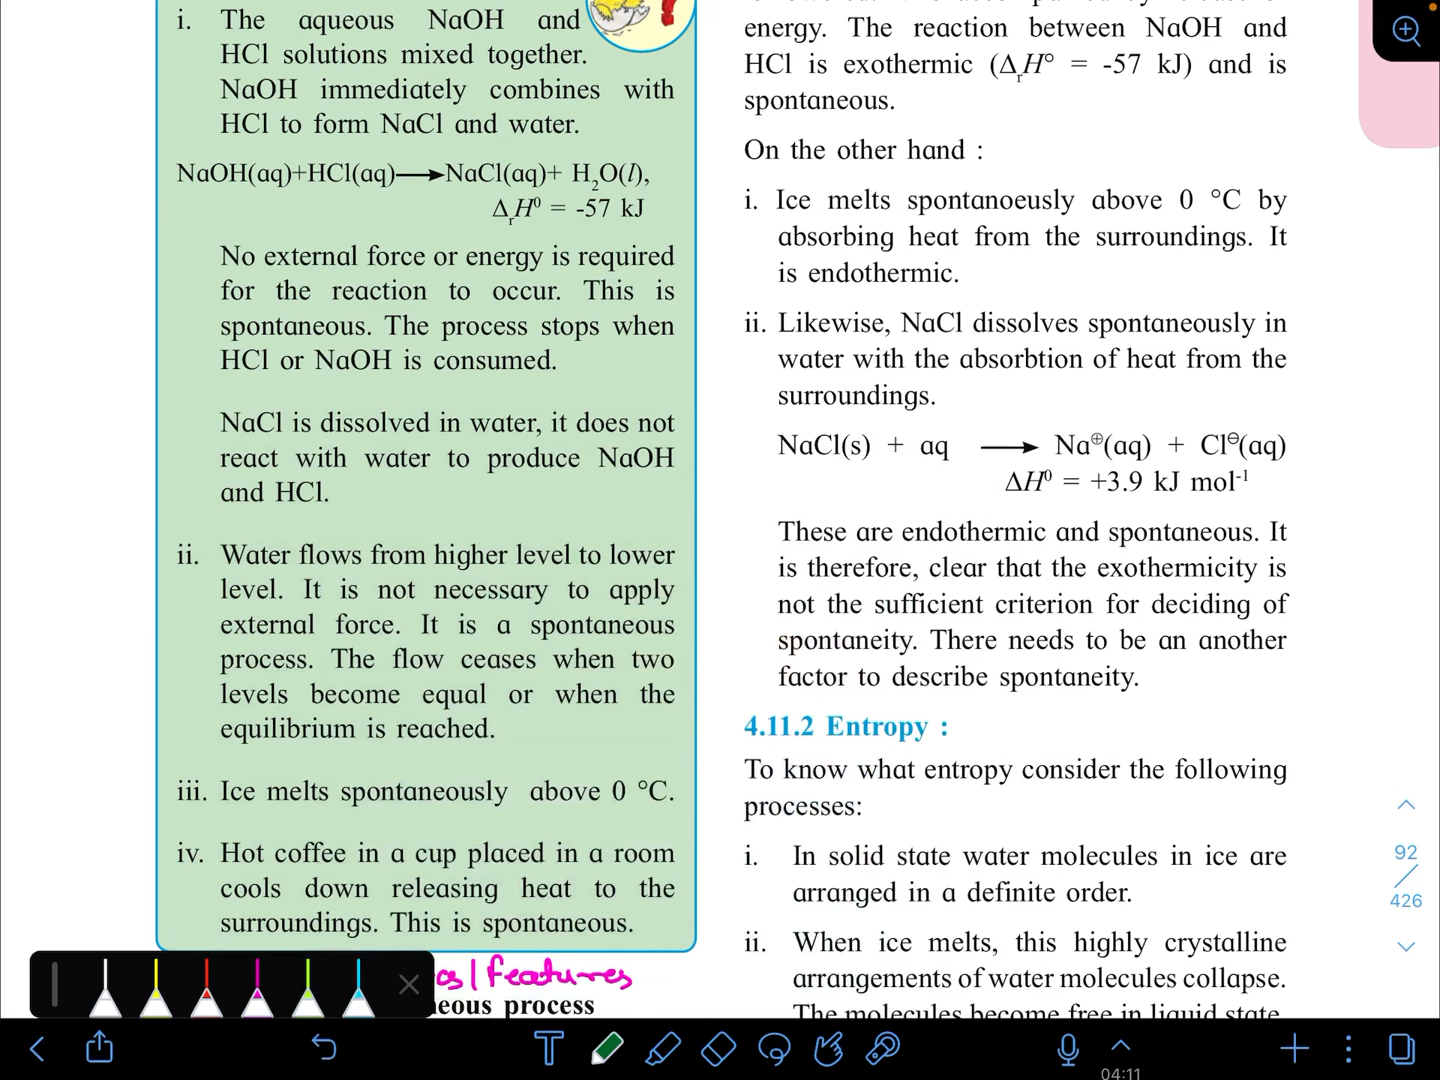 i. The aqueous NaOH and
HCl solutions mixed together.
NaOH immediately combines with
HCl to form NaCl and water.
NaOH(aq)+HCl(aq)⟶NaCl(aq)+ H₂O(l),
ΔᵣH⁰ = -57 kJ
No external force or energy is required
for the reaction to occur. This is
spontaneous. The process stops when
HCl or NaOH is consumed.
NaCl is dissolved in water, it does not
react with water to produce NaOH
and HCl.
ii. Water flows from higher level to lower
level. It is not necessary to apply
external force. It is a spontaneous
process. The flow ceases when two
levels become equal or when the
equilibrium is reached.
iii. Ice melts spontaneously above 0 °C.
iv. Hot coffee in a cup placed in a room
cools down releasing heat to the
surroundings. This is spontaneous.
os/features
neous process
energy. The reaction between NaOH and
HCl is exothermic (ΔᵣH° = -57 kJ) and is
spontaneous.
On the other hand :
i. Ice melts spontanoeusly above 0 °C by
absorbing heat from the surroundings. It
is endothermic.
ii. Likewise, NaCl dissolves spontaneously in
water with the absorbtion of heat from the
surroundings.
NaCl(s) + aq ⟶ Na⊕(aq) + Cl⊖(aq)
ΔH⁰ = +3.9 kJ mol⁻¹
These are endothermic and spontaneous. It
is therefore, clear that the exothermicity is
not the sufficient criterion for deciding of
spontaneity. There needs to be an another
factor to describe spontaneity.
4.11.2 Entropy :
To know what entropy consider the following
processes:
i. In solid state water molecules in ice are
arranged in a definite order.
ii. When ice melts, this highly crystalline
arrangements of water molecules collapse.
The molecules become free in liquid state.
92
426
04:11